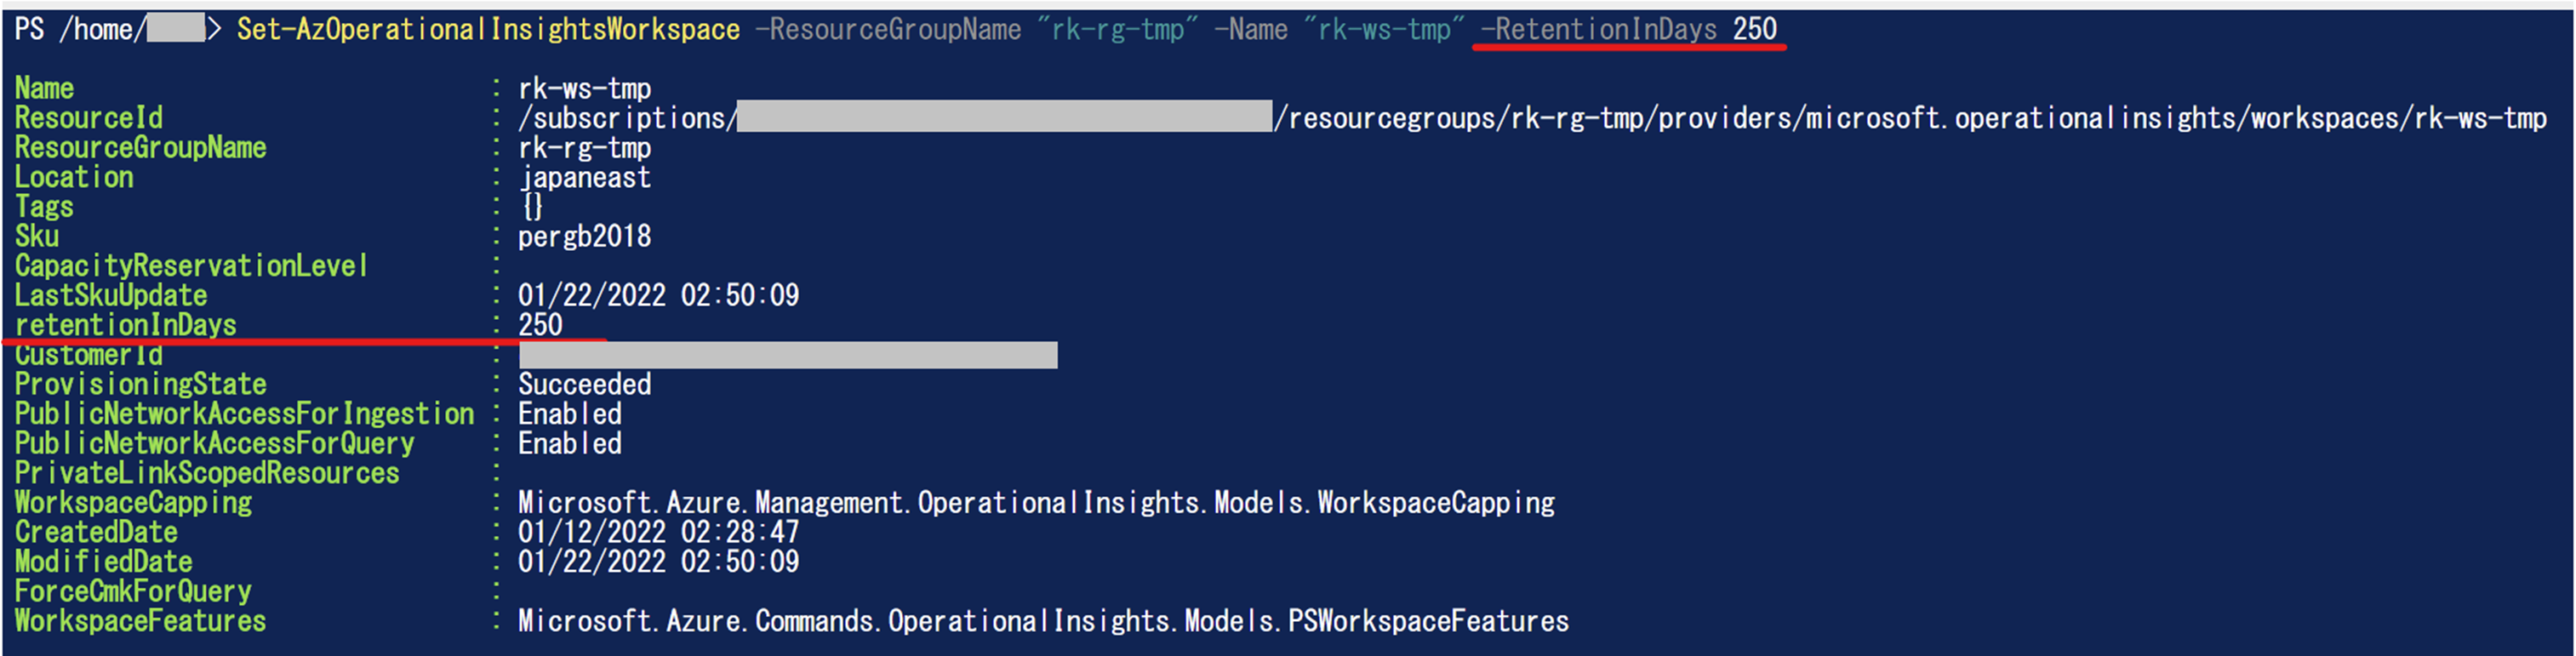 PS /home/ > Set-AzOperationalInsightsWorkspace -ResourceGroupName "rk-rg-tmp" -Name "rk-ws-tmp" -RetentionInDays 250
Name : rk-ws-tmp
ResourceId : /subscriptions/ /resourcegroups/rk-rg-tmp/providers/microsoft.operationalinsights/workspaces/rk-ws-tmp
ResourceGroupName : rk-rg-tmp
Location : japaneast
Tags : {}
Sku : pergb2018
CapacityReservationLevel :
LastSkuUpdate : 01/22/2022 02:50:09
retentionInDays : 250
CustomerId :
ProvisioningState : Succeeded
PublicNetworkAccessForIngestion : Enabled
PublicNetworkAccessForQuery : Enabled
PrivateLinkScopedResources :
WorkspaceCapping : Microsoft.Azure.Management.OperationalInsights.Models.WorkspaceCapping
CreatedDate : 01/12/2022 02:28:47
ModifiedDate : 01/22/2022 02:50:09
ForceCmkForQuery :
WorkspaceFeatures : Microsoft.Azure.Commands.OperationalInsights.Models.PSWorkspaceFeatures